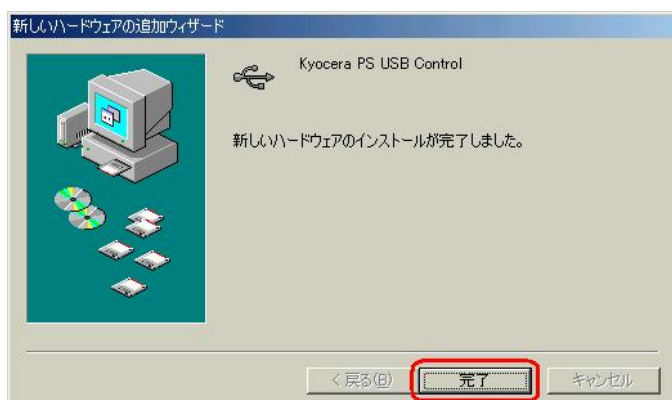 新しいハードウェアの追加ウィザード
Kyocera PS USB Control
新しいハードウェアのインストールが完了しました。
< 戻る(B)
完了
キャンセル